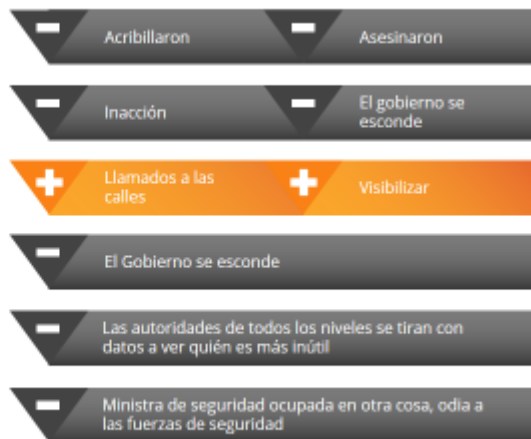 Acribillaron
Asesinaron
Inacción
El gobierno se
esconde
Llamados a las
calles
Visibilizar
El Gobierno se esconde
Las autoridades de todos los niveles se tiran con
datos a ver quién es más inútil
Ministra de seguridad ocupada en otra cosa, odia a
las fuerzas de seguridad